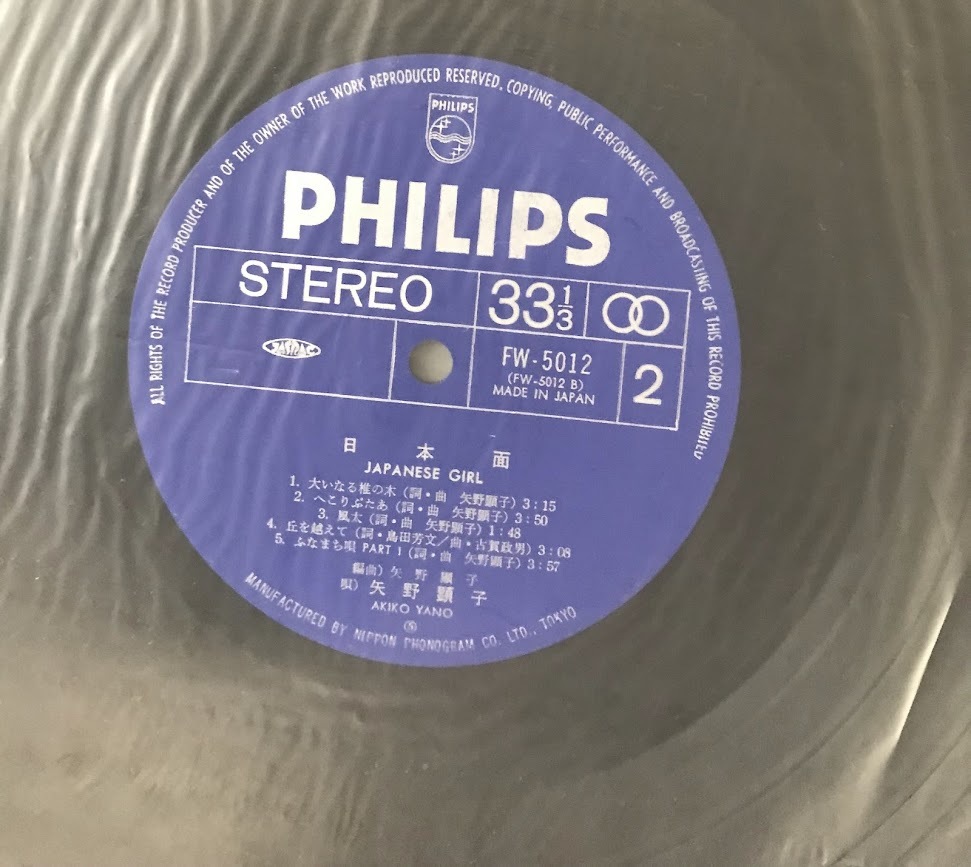 ALL RIGHTS OF THE RECORD PRODUCER AND OF THE OWNER OF THE WORK REPRODUCED RESERVED. COPYING, PUBLIC PERFORMANCE AND BROADCASTING OF THIS RECORD PROHIBITED
PHILIPS
PHILIPS
STEREO 33 1/3
JASRAC
FW-5012
(FW-5012 B)
MADE IN JAPAN
2
日本面
JAPANESE GIRL
1. 大いなる椎の木 (詞・曲 矢野顕子) 3:15
2. へこりぷたあ (詞・曲 矢野顕子) 3:50
3. 風太 (詞・曲 矢野顕子) 1:48
4. 丘を越えて (詞・島田芳文/曲・古賀政男) 3:08
5. ふなまち唄 PART I (詞・曲 矢野顕子) 3:57
編曲) 矢野顕子
唄) 矢野顕子
AKIKO YANO
MANUFACTURED BY NIPPON PHONOGRAM CO. LTD., TOKYO